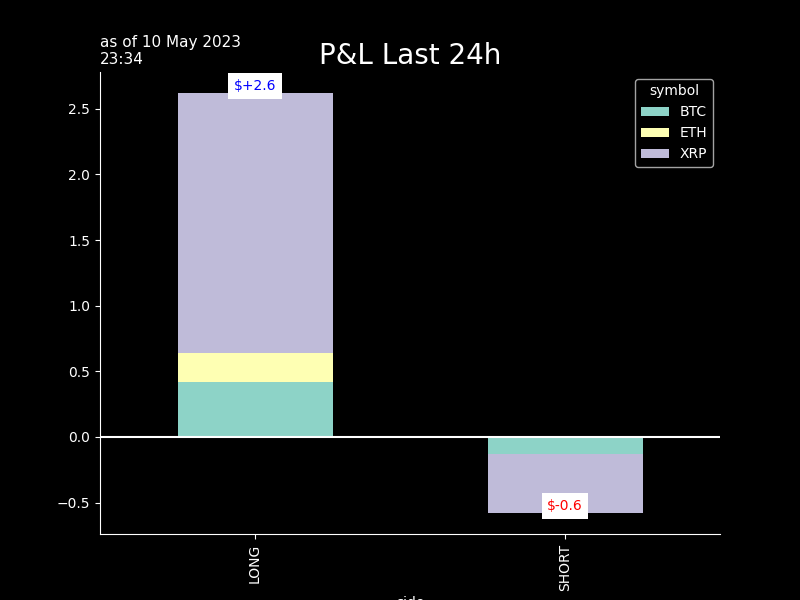 as of 10 May 2023
23:34
P&L Last 24h
$+2.6
symbol
BTC
ETH
XRP
2.5
2.0
1.5
1.0
0.5
0.0
−0.5
$-0.6
LONG
SHORT
side